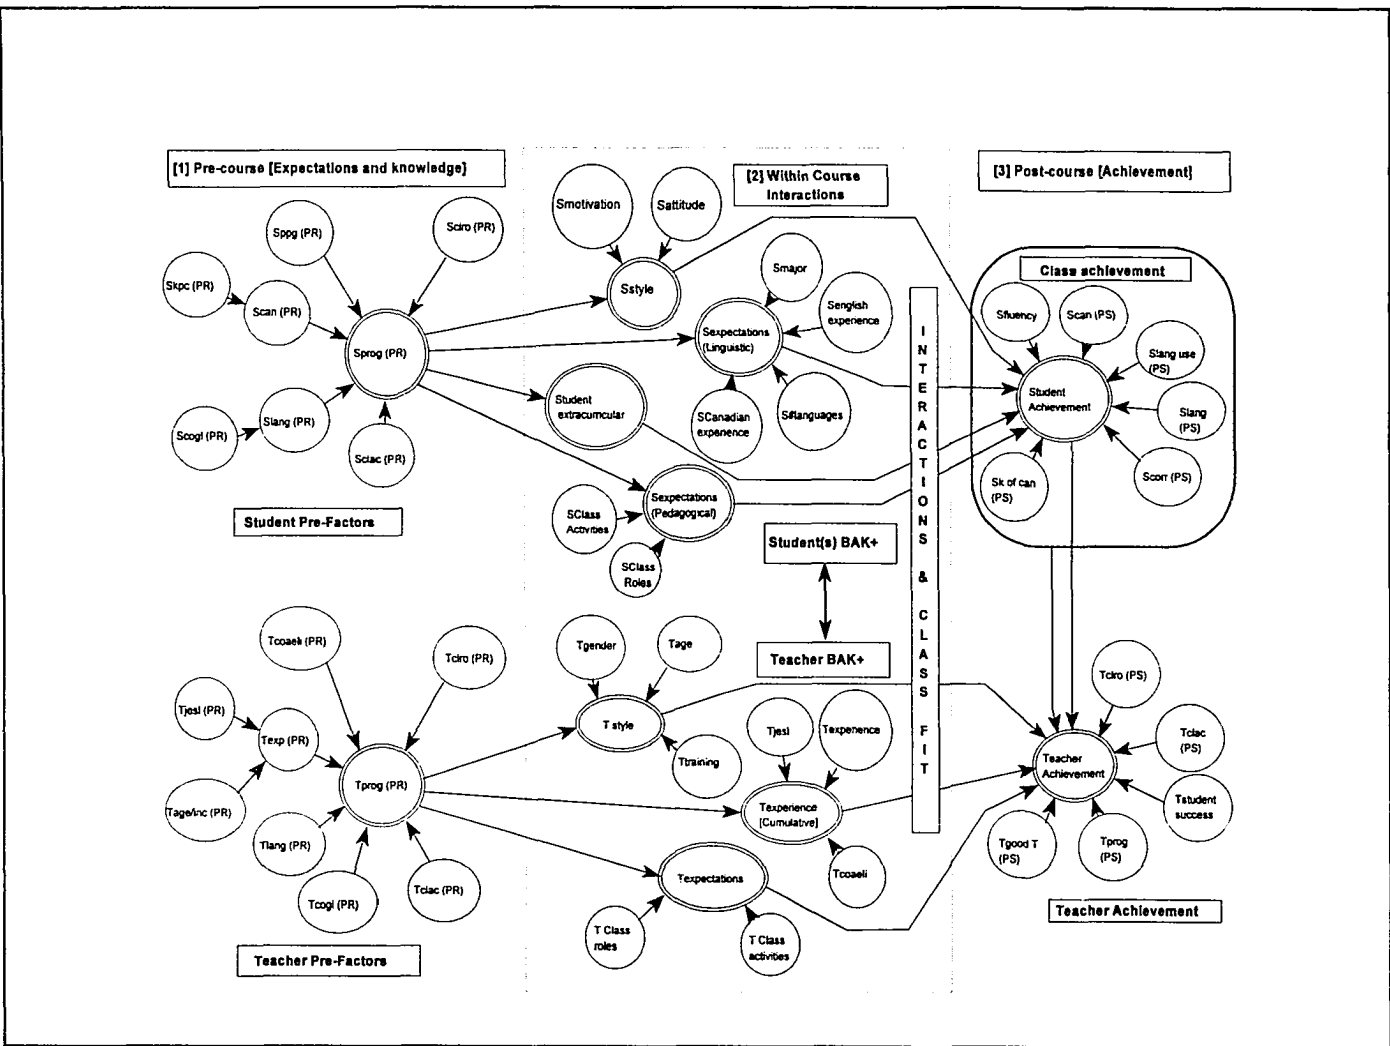 [1] Pre-course [Expectations and knowledge]
[2] Within Course
Interactions
[3] Post-course [Achievement]
Sppg (PR)
Sciro (PR)
Skpc (PR)
Scan (PR)
Sprog (PR)
Scogl (PR)
Slang (PR)
Sclac (PR)
Student Pre-Factors
Smotivation
Sattitude
Sstyle
Smajor
Senglish
experience
Sexpectations
(Linguistic)
SCanadian
experience
S#languages
Student
extracurricular
Sexpectations
(Pedagogical)
SClass
Activities
SClass
Roles
Student(s) BAK+
Teacher BAK+
INTERACTIONS & CLASS FIT
Class achievement
Sfluency
Scan (PS)
Slang use
(PS)
Student
Achievement
Slang
(PS)
Scorr (PS)
Sk of can
(PS)
Tcoaeli (PR)
Tciro (PR)
Tjesl (PR)
Texp (PR)
Tprog (PR)
Tage/inc (PR)
Tlang (PR)
Tcogl (PR)
Tclac (PR)
Teacher Pre-Factors
Tgender
Tage
T style
Ttraining
Tjesl
Texperience
Texperience
[Cumulative]
Tcoaeli
Texpectations
T Class
roles
T Class
activities
Tciro (PS)
Tclac
(PS)
Teacher
Achievement
Tstudent
success
Tgood T
(PS)
Tprog
(PS)
Teacher Achievement